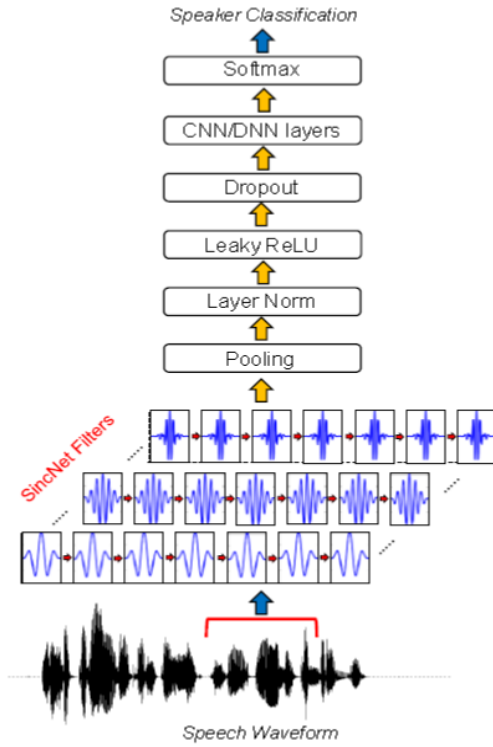 Speaker Classification
Softmax
CNN/DNN layers
Dropout
Leaky ReLU
Layer Norm
Pooling
SincNet Filters
Speech Waveform